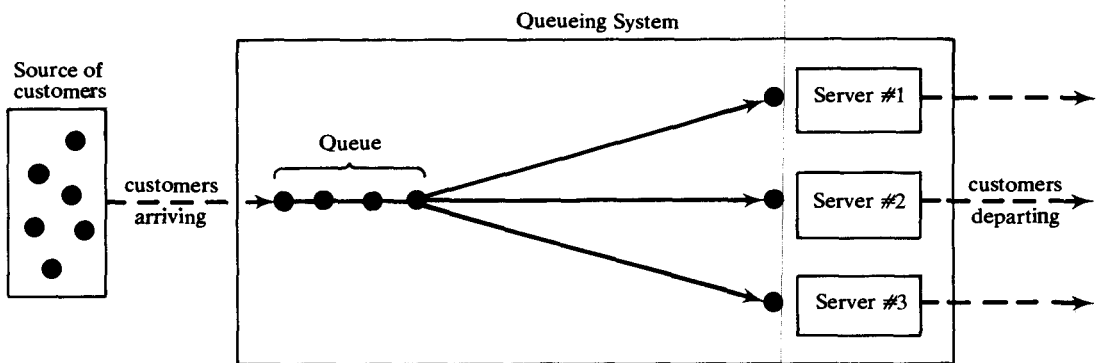 Queueing System
Source of
customers
Server #1
Queue
customers
arriving
Server #2
customers
departing
Server #3